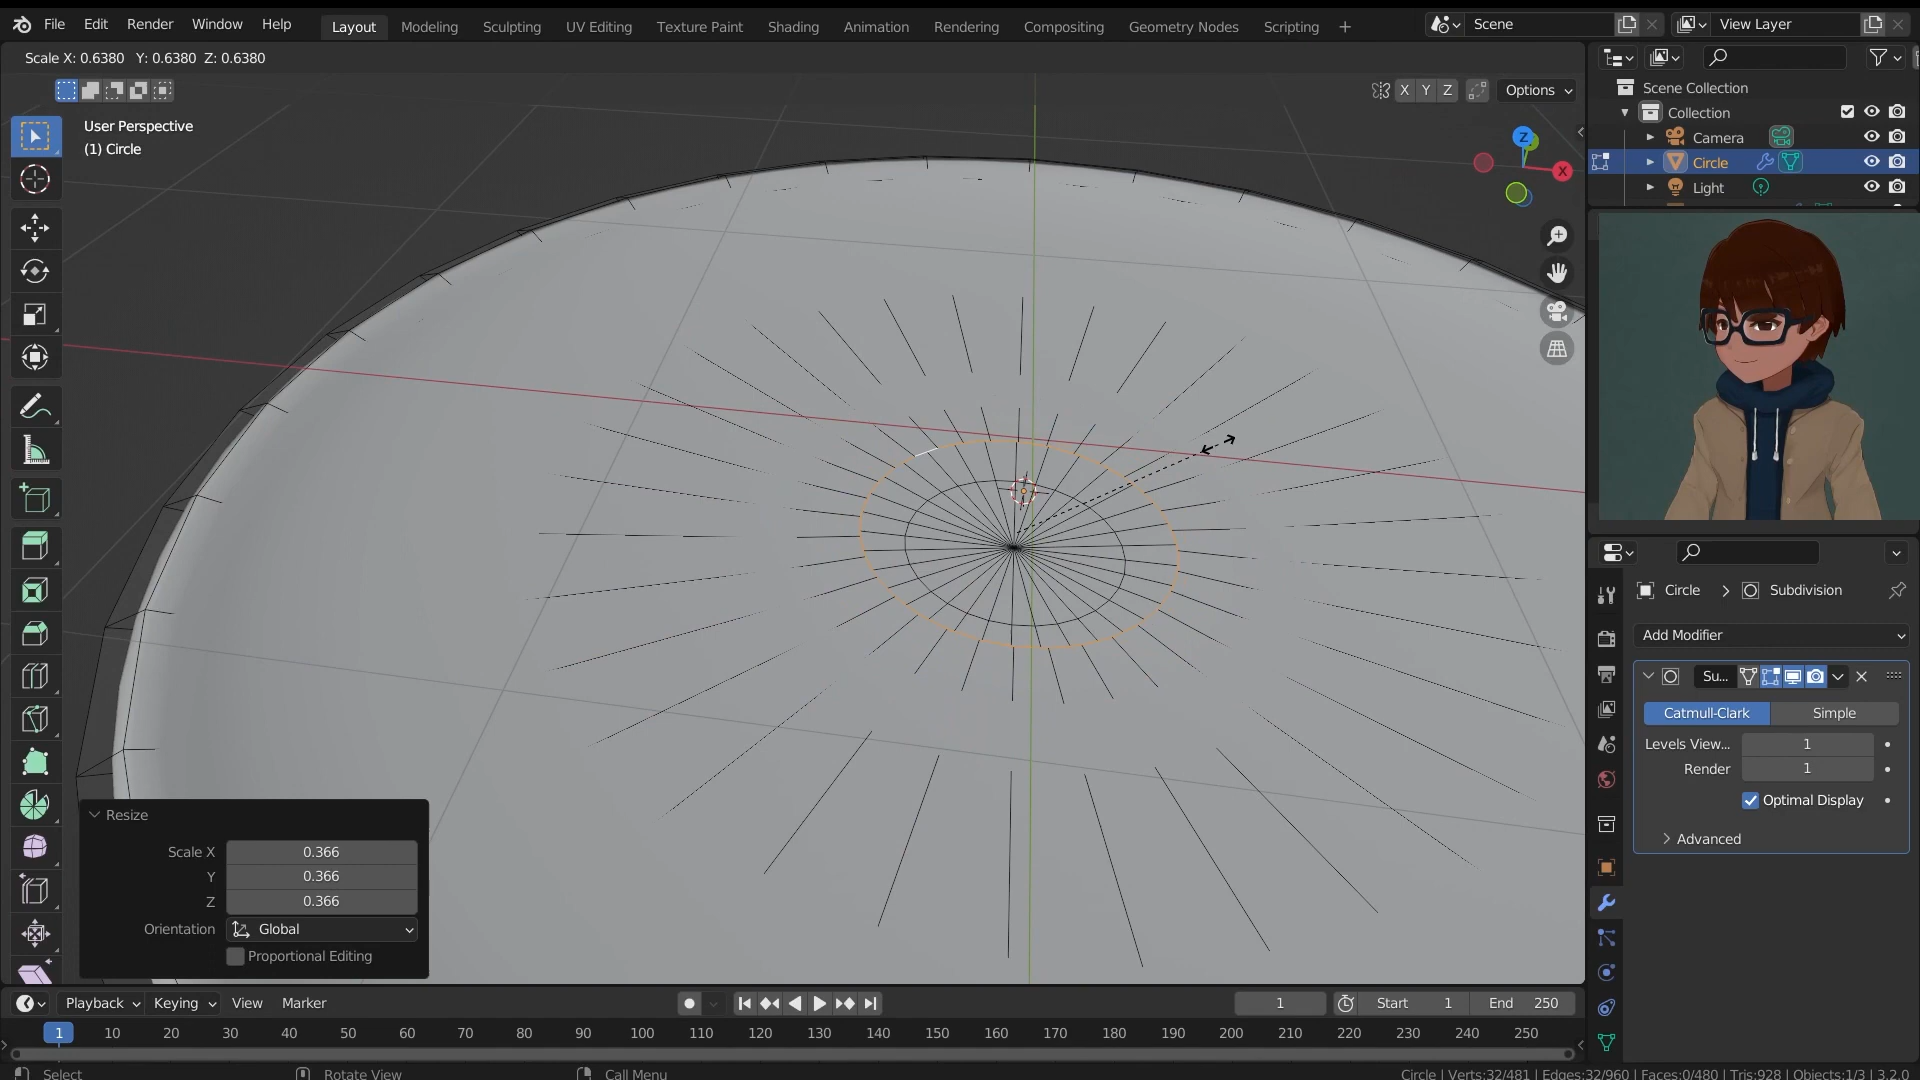 File Edit Render Window Help Layout Modeling Sculpting UV Editing Texture Paint Shading Animation Rendering Compositing Geometry Nodes Scripting + Scene View Layer
Scale X: 0.6380 Y: 0.6380 Z: 0.6380
X Y Z Options
User Perspective
(1) Circle
Z
X
Scene Collection
Collection
Camera
Circle
Light
Circle > Subdivision
Add Modifier
Su...
Catmull-Clark Simple
Levels View... 1
Render 1
Optimal Display
Advanced
Resize
Scale X 0.366
Y 0.366
Z 0.366
Orientation Global
Proportional Editing
Playback Keying View Marker 1 Start 1 End 250
1 10 20 30 40 50 60 70 80 90 100 110 120 130 140 150 160 170 180 190 200 210 220 230 240 250
Select Rotate View Call Menu Circle | Verts:32/481 | Edges:32/960 | Faces:0/480 | Tris:928 | Objects:1/3 | 3.2.0